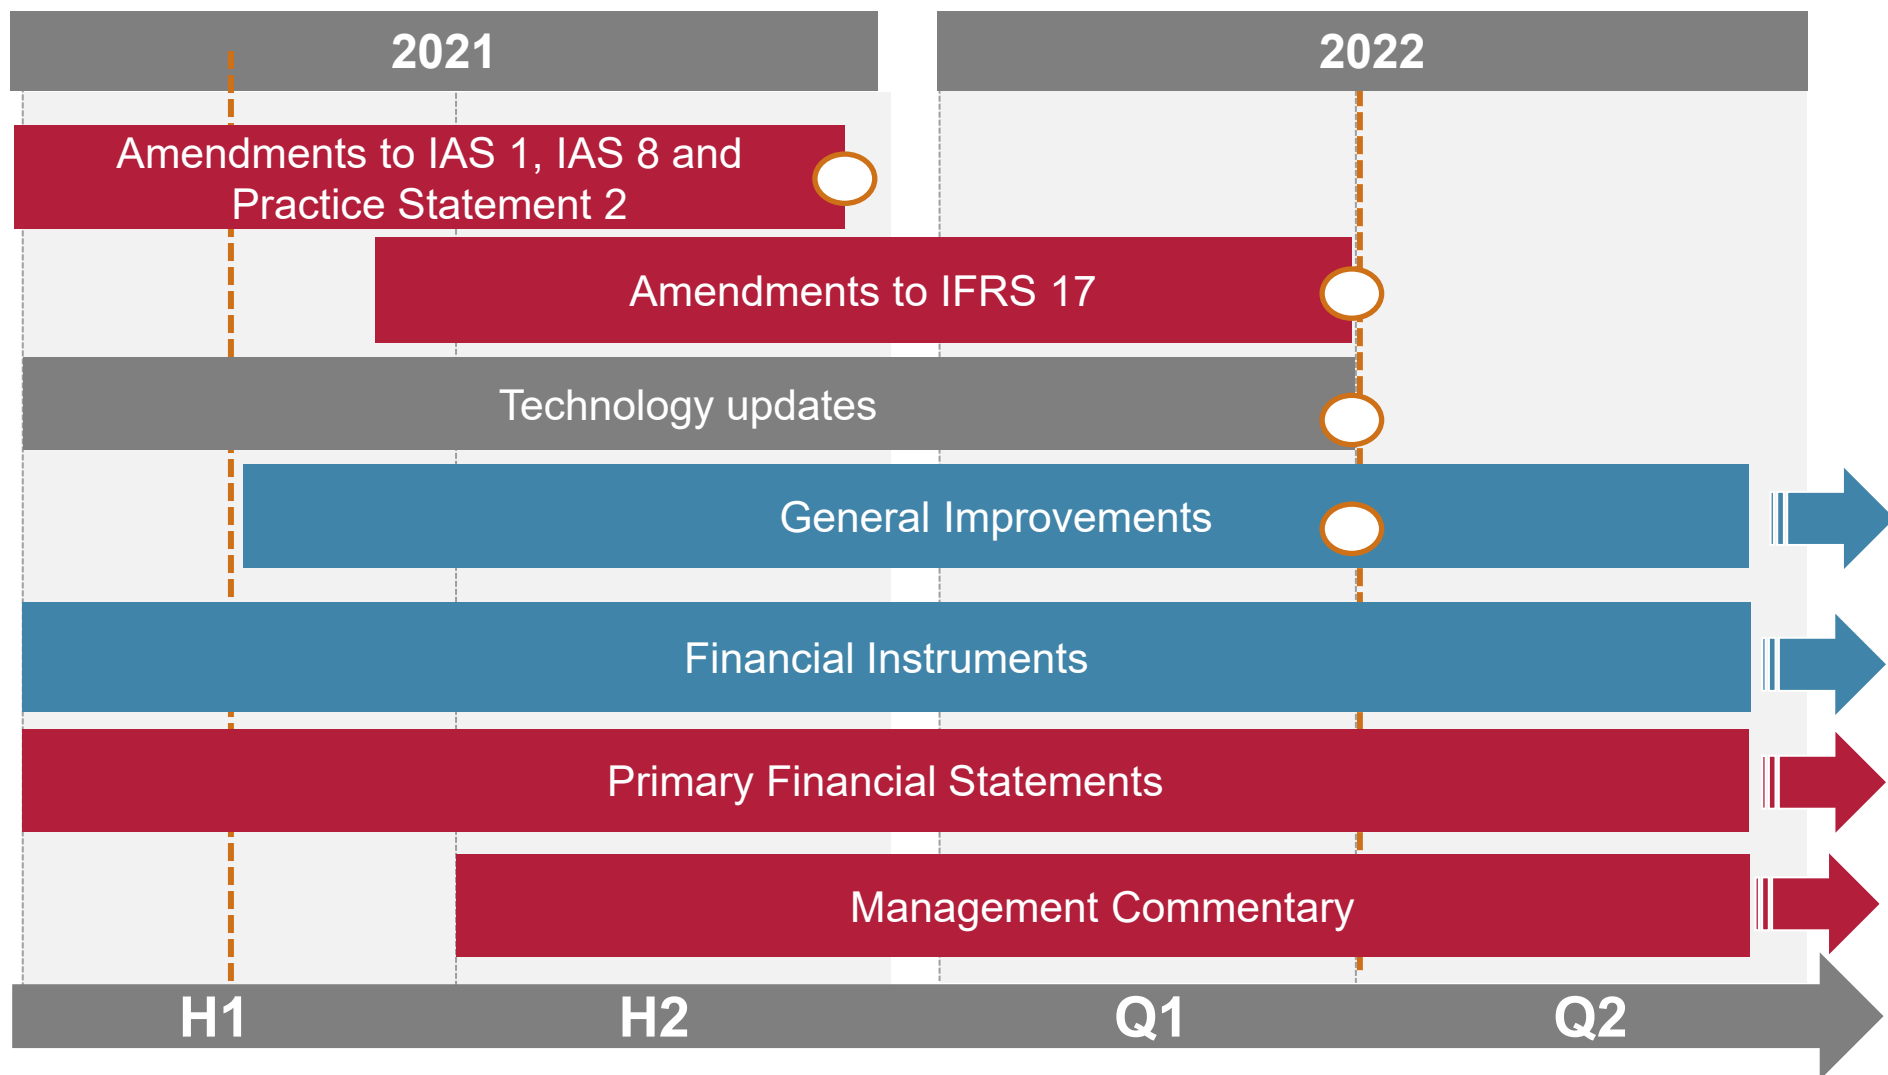 2021
2022
Amendments to IAS 1, IAS 8 and
Practice Statement 2
Amendments to IFRS 17
Technology updates
General Improvements
Financial Instruments
Primary Financial Statements
Management Commentary
H1
H2
Q1
Q2